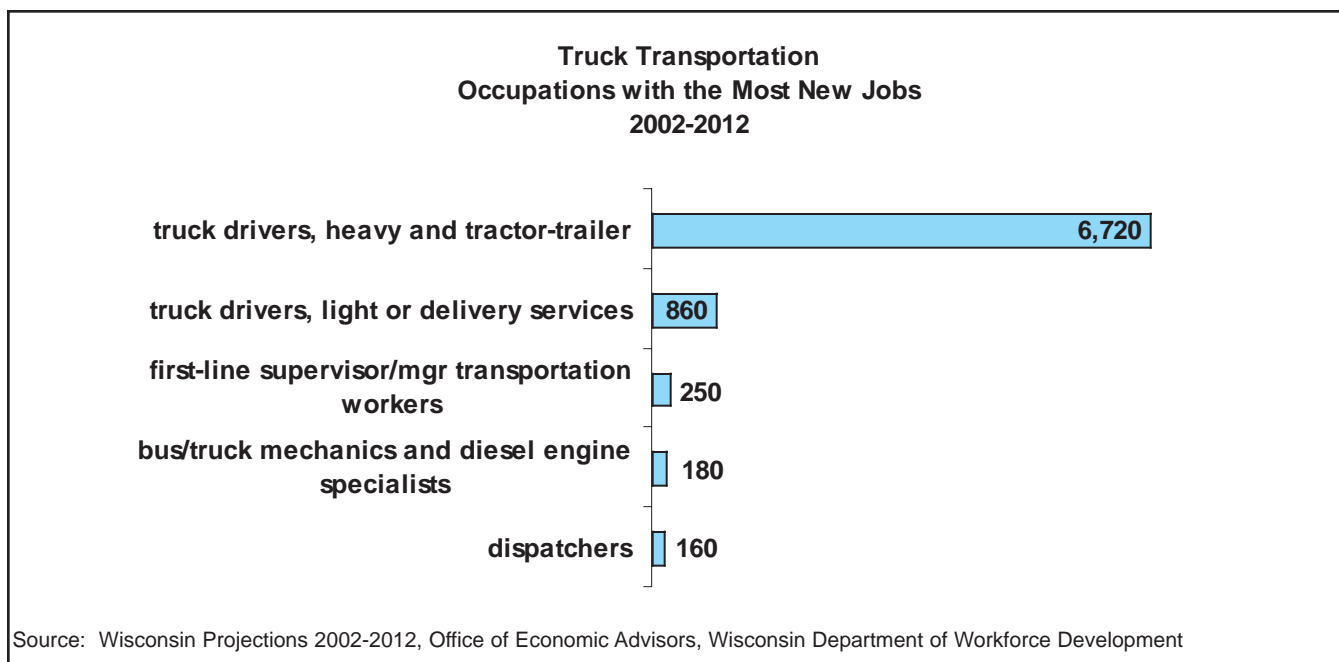 Truck Transportation
Occupations with the Most New Jobs
2002-2012
truck drivers, heavy and tractor-trailer
6,720
truck drivers, light or delivery services
860
first-line supervisor/mgr transportation
workers
250
bus/truck mechanics and diesel engine
specialists
180
dispatchers
160
Source: Wisconsin Projections 2002-2012, Office of Economic Advisors, Wisconsin Department of Workforce Development